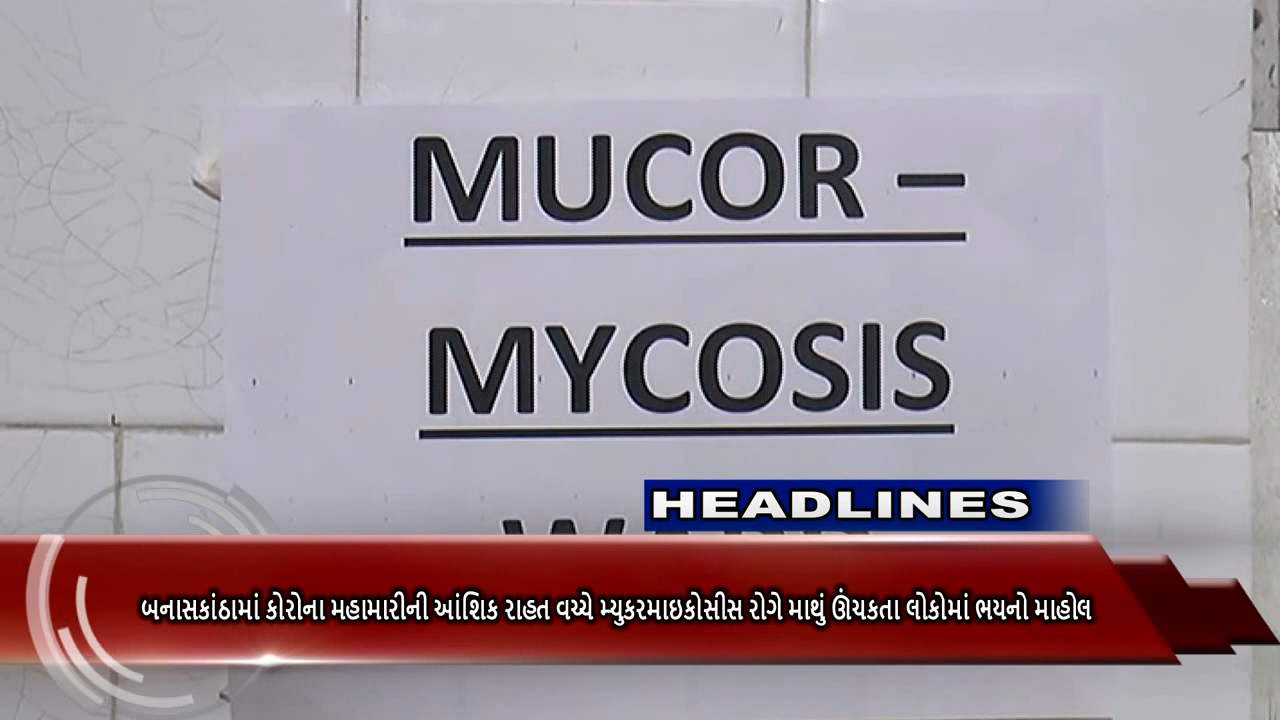 MUCOR –
MYCOSIS
HEADLINES
બનાસકાંઠામાં કોરોના મહામારીની આંશિક રાહત વચ્ચે મ્યુકરમાઇકોસીસ રોગે માથું ઊંચકતા લોકોમાં ભયનો માહોલ